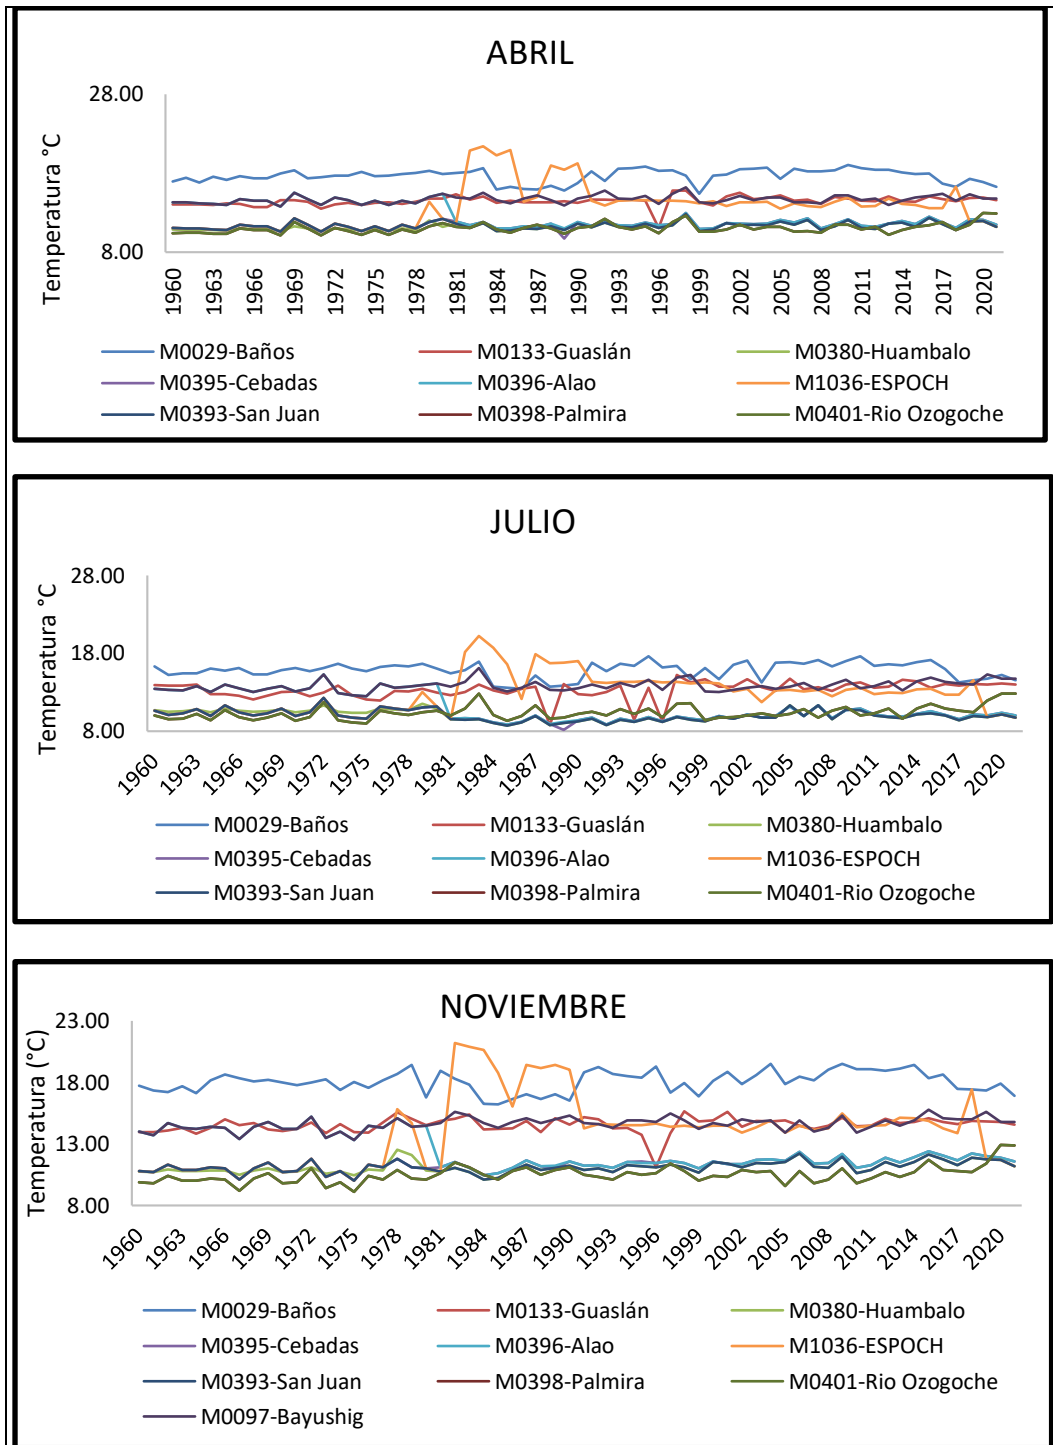 ABRIL
28.00
8.00
Temperatura °C
1960 1963 1966 1969 1972 1975 1978 1981 1984 1987 1990 1993 1996 1999 2002 2005 2008 2011 2014 2017 2020
M0029-Baños M0133-Guaslán M0380-Huambalo
M0395-Cebadas M0396-Alao M1036-ESPOCH
M0393-San Juan M0398-Palmira M0401-Rio Ozogoche
JULIO
28.00
18.00
8.00
Temperatura °C
1960 1963 1966 1969 1972 1975 1978 1981 1984 1987 1990 1993 1996 1999 2002 2005 2008 2011 2014 2017 2020
M0029-Baños M0133-Guaslán M0380-Huambalo
M0395-Cebadas M0396-Alao M1036-ESPOCH
M0393-San Juan M0398-Palmira M0401-Rio Ozogoche
NOVIEMBRE
23.00
18.00
13.00
8.00
Temperatura (°C)
1960 1963 1966 1969 1972 1975 1978 1981 1984 1987 1990 1993 1996 1999 2002 2005 2008 2011 2014 2017 2020
M0029-Baños M0133-Guaslán M0380-Huambalo
M0395-Cebadas M0396-Alao M1036-ESPOCH
M0393-San Juan M0398-Palmira M0401-Rio Ozogoche
M0097-Bayushig